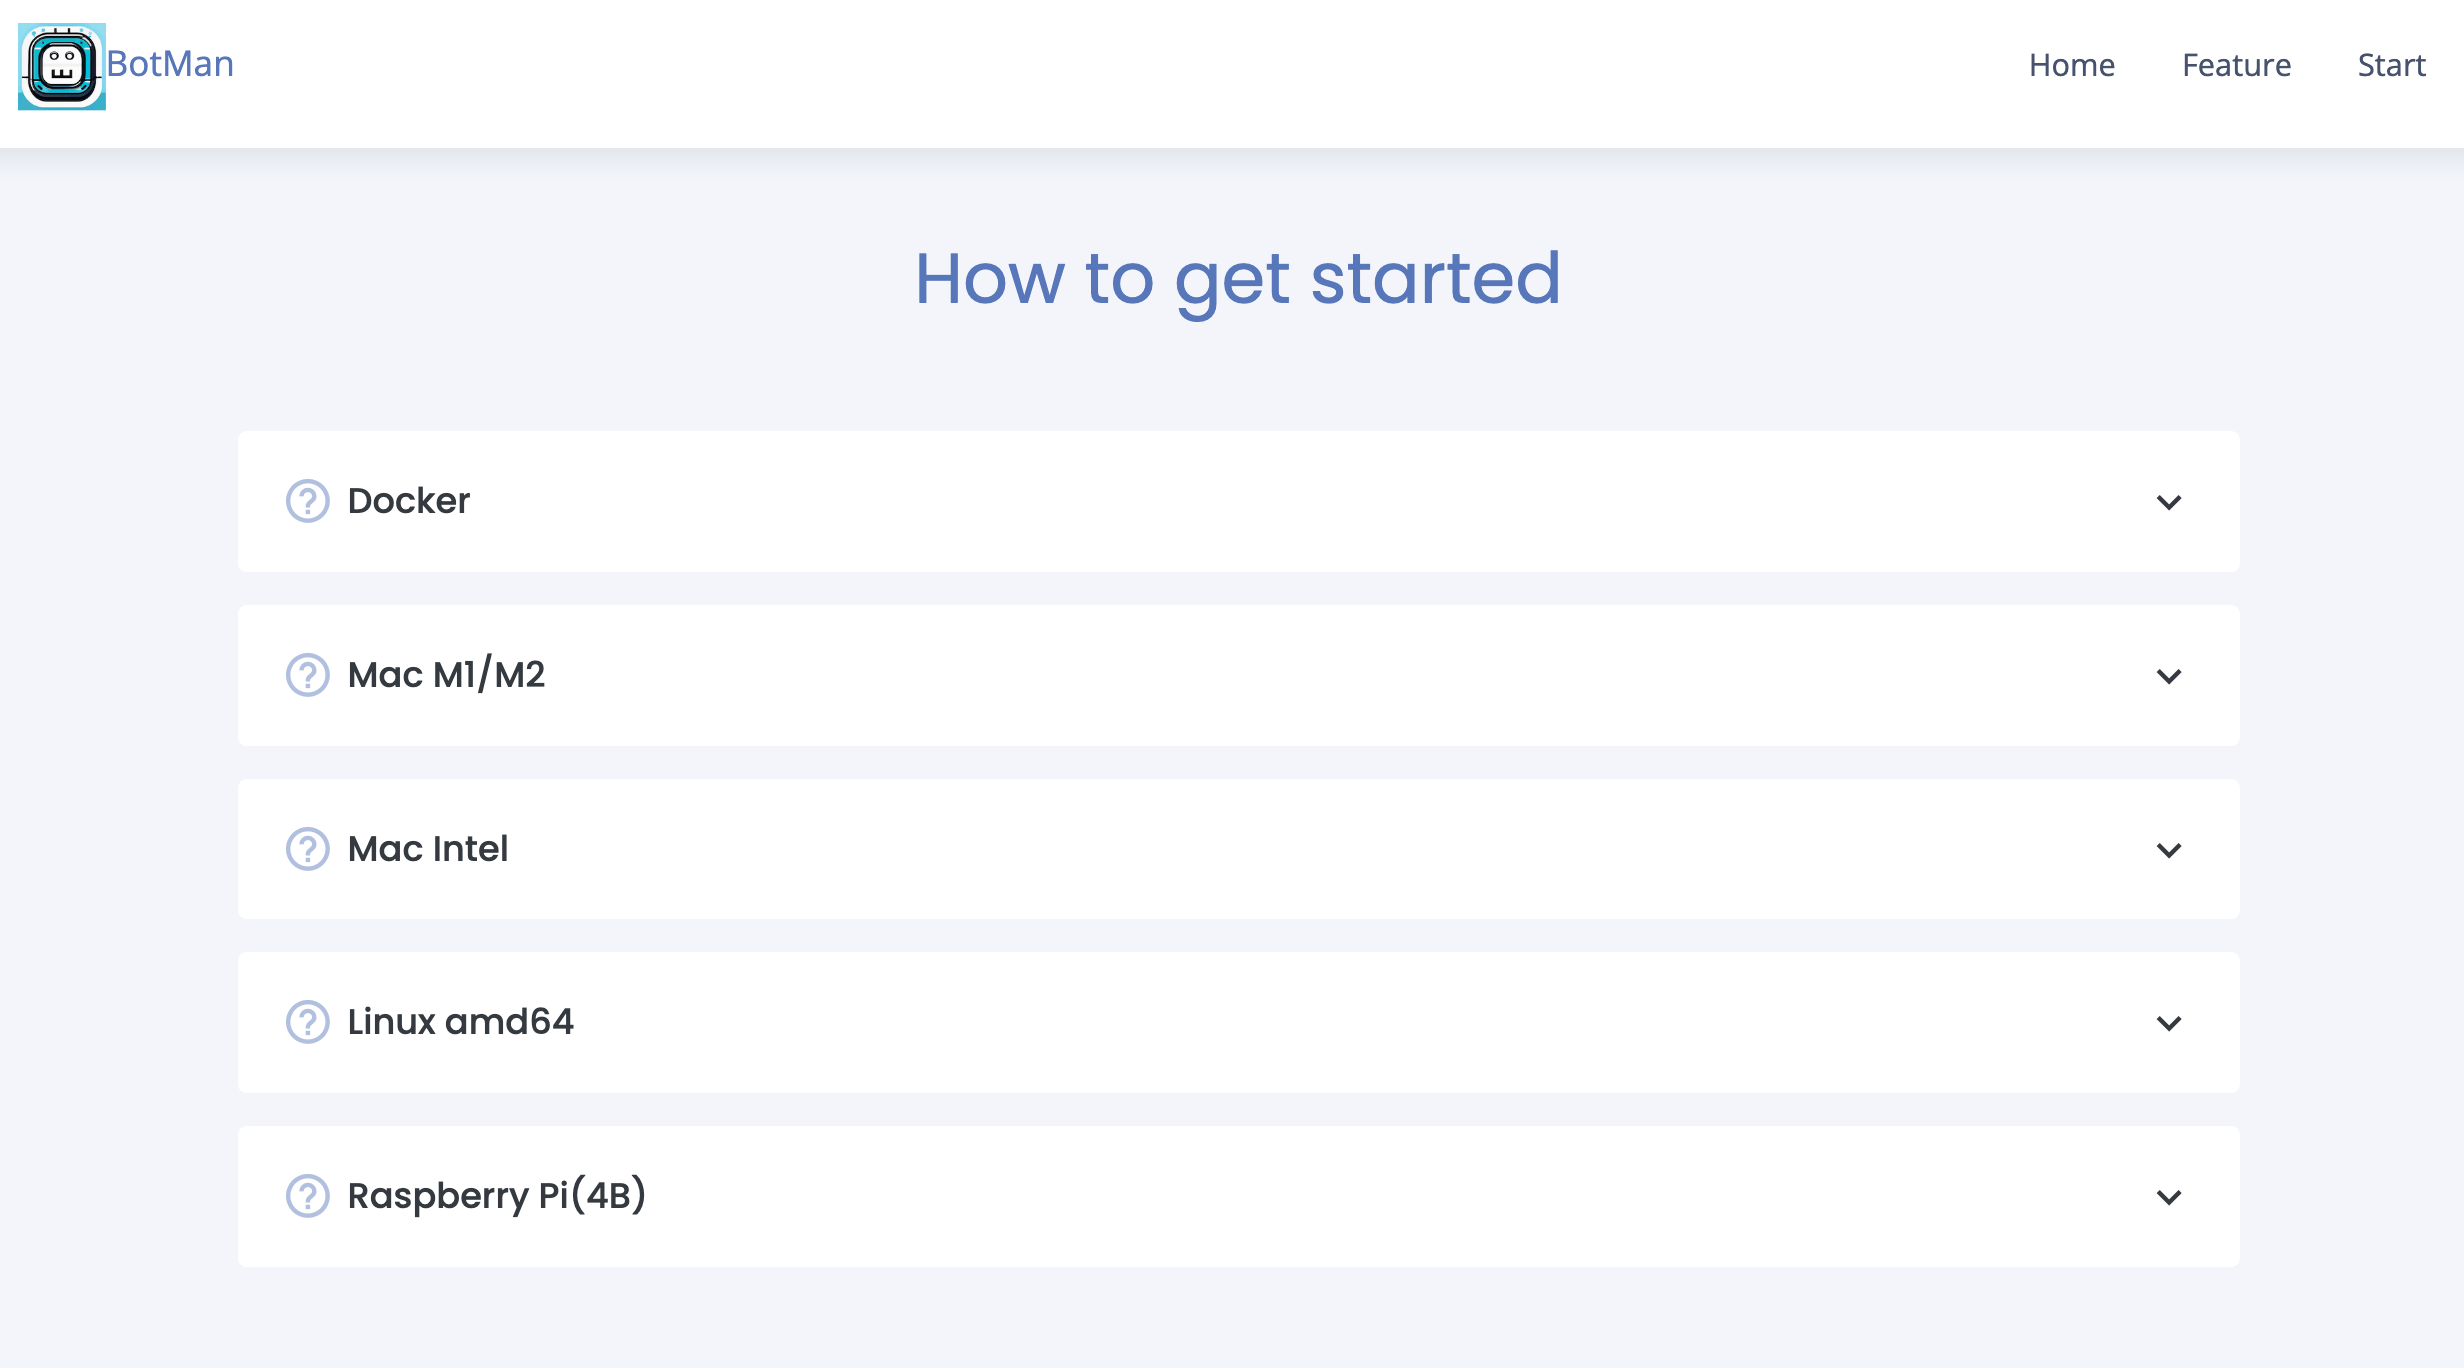 BotMan
Home Feature Start
How to get started
Docker
Mac M1/M2
Mac Intel
Linux amd64
Raspberry Pi(4B)